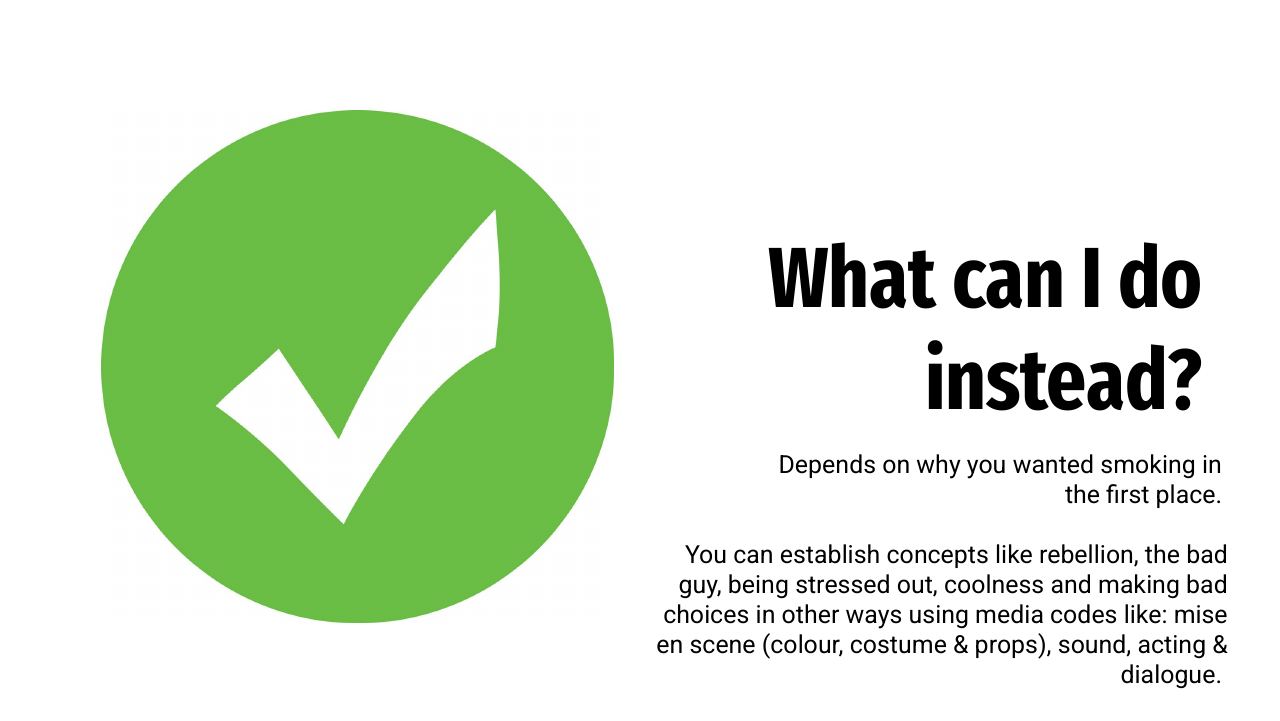 What can I do
instead?
Depends on why you wanted smoking in
the first place.
You can establish concepts like rebellion, the bad
guy, being stressed out, coolness and making bad
choices in other ways using media codes like: mise
en scene (colour, costume & props), sound, acting &
dialogue.